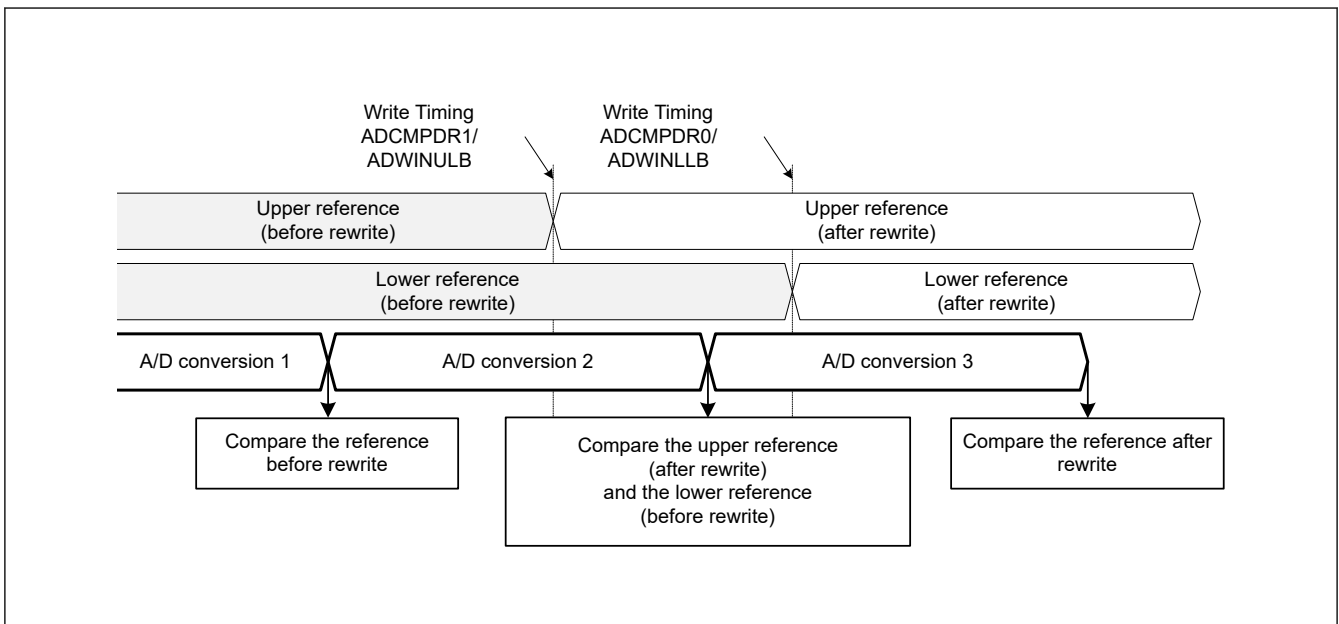 Write Timing
ADCMPDR1/
ADWINULB
Write Timing
ADCMPDR0/
ADWINLLB
Upper reference
(before rewrite)
Upper reference
(after rewrite)
Lower reference
(before rewrite)
Lower reference
(after rewrite)
A/D conversion 1
A/D conversion 2
A/D conversion 3
Compare the reference
before rewrite
Compare the upper reference
(after rewrite)
and the lower reference
(before rewrite)
Compare the reference after
rewrite